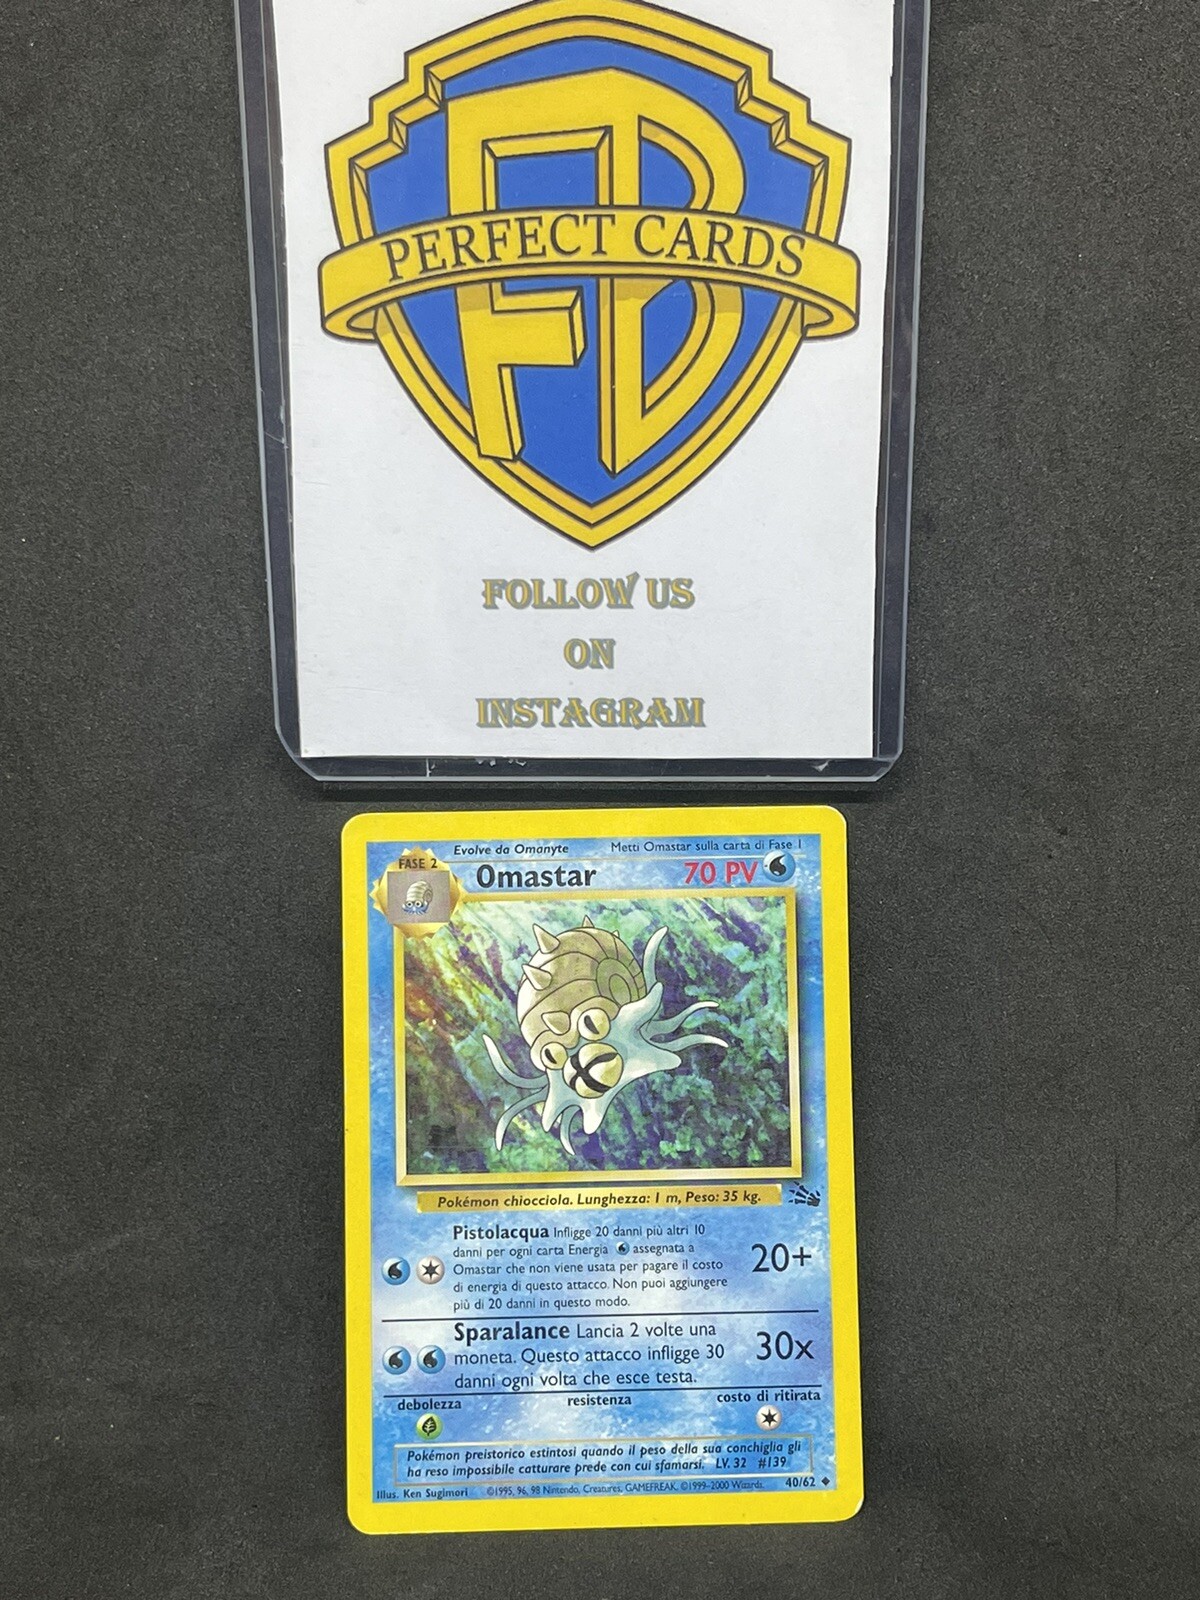 FB
PERFECT CARDS
FOLLOW US
ON
INSTAGRAM
Evolve da Omanyte Metti Omastar sulla carta di Fase 1
FASE 2
Omastar 70 PV
Pokémon chiocciola. Lunghezza: 1 m, Peso: 35 kg.
Pistolacqua Infligge 20 danni più altri 10
danni per ogni carta Energia assegnata a
Omastar che non viene usata per pagare il costo
di energia di questo attacco. Non puoi aggiungere
più di 20 danni in questo modo.
20+
Sparalance Lancia 2 volte una
moneta. Questo attacco infligge 30
danni ogni volta che esce testa.
30x
debolezza resistenza costo di ritirata
Pokémon preistorico estintosi quando il peso della sua conchiglia gli
ha reso impossibile catturare prede con cui sfamarsi. LV. 32 #139
Illus. Ken Sugimori ©1995, 96, 98 Nintendo, Creatures, GAMEFREAK. ©1999-2000 Wizards. 40/62